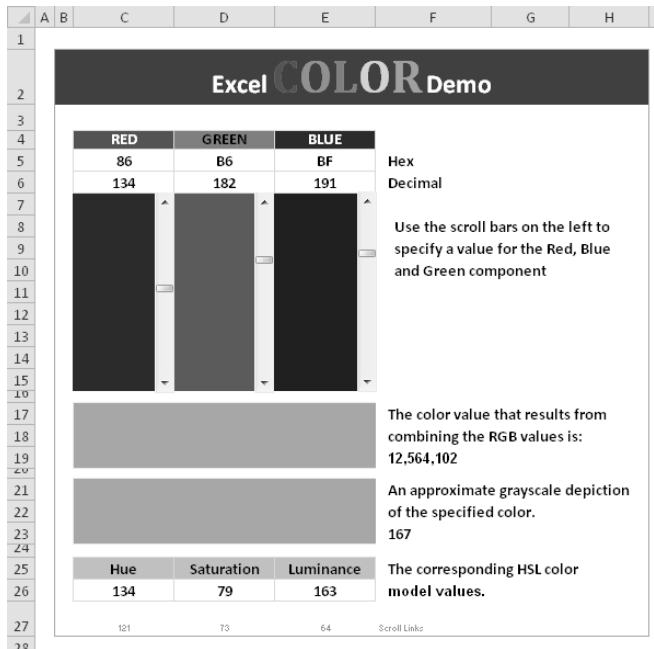 A B C D E F G H
1
2 Excel COLOR Demo
3
4 RED GREEN BLUE
5 86 B6 BF Hex
6 134 182 191 Decimal
7
8 Use the scroll bars on the left to
9 specify a value for the Red, Blue
10 and Green component
11
12
13
14
15
16
17 The color value that results from
18 combining the RGB values is:
19 12,564,102
20
21 An approximate grayscale depiction
22 of the specified color.
23 167
24
25 Hue Saturation Luminance The corresponding HSL color
26 134 79 163 model values.
27 121 73 64 Scroll Links
28